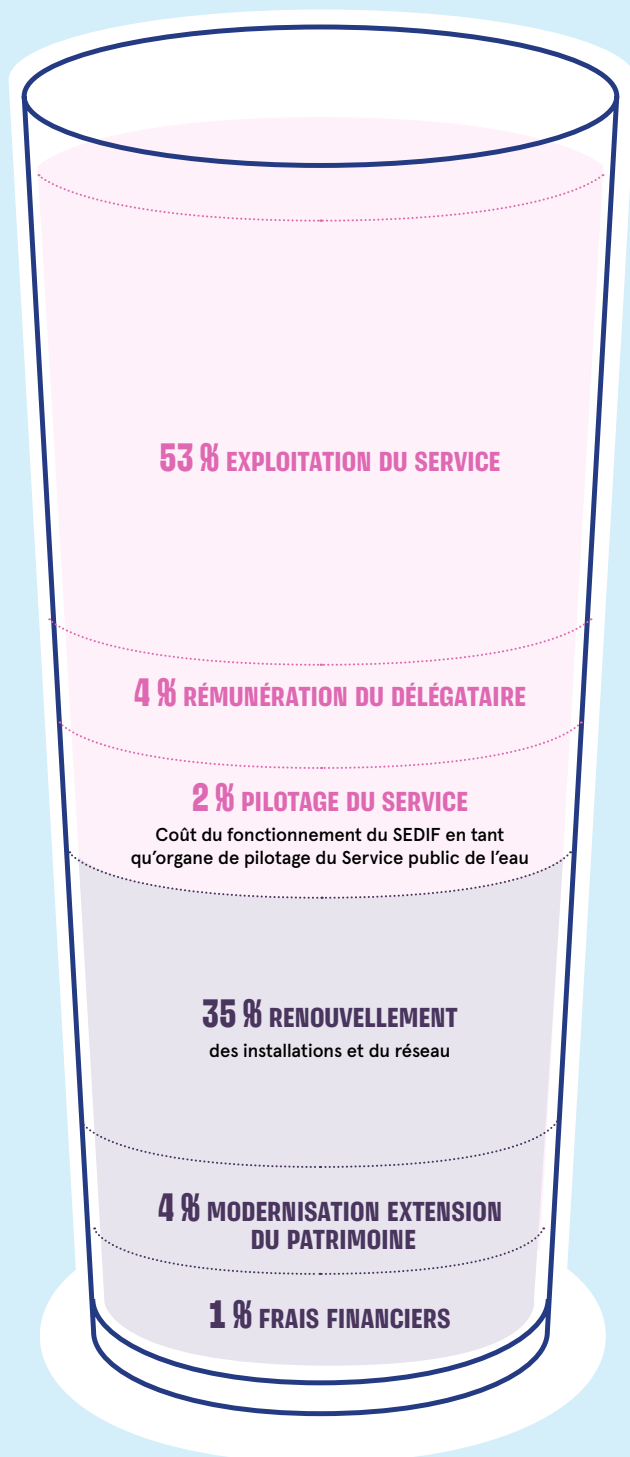 53 % EXPLOITATION DU SERVICE
4 % RÉMUNÉRATION DU DÉLÉGATAIRE
2 % PILOTAGE DU SERVICE
Coût du fonctionnement du SEDIF en tant
qu’organe de pilotage du Service public de l’eau
35 % RENOUVELLEMENT
des installations et du réseau
4 % MODERNISATION EXTENSION
DU PATRIMOINE
1 % FRAIS FINANCIERS